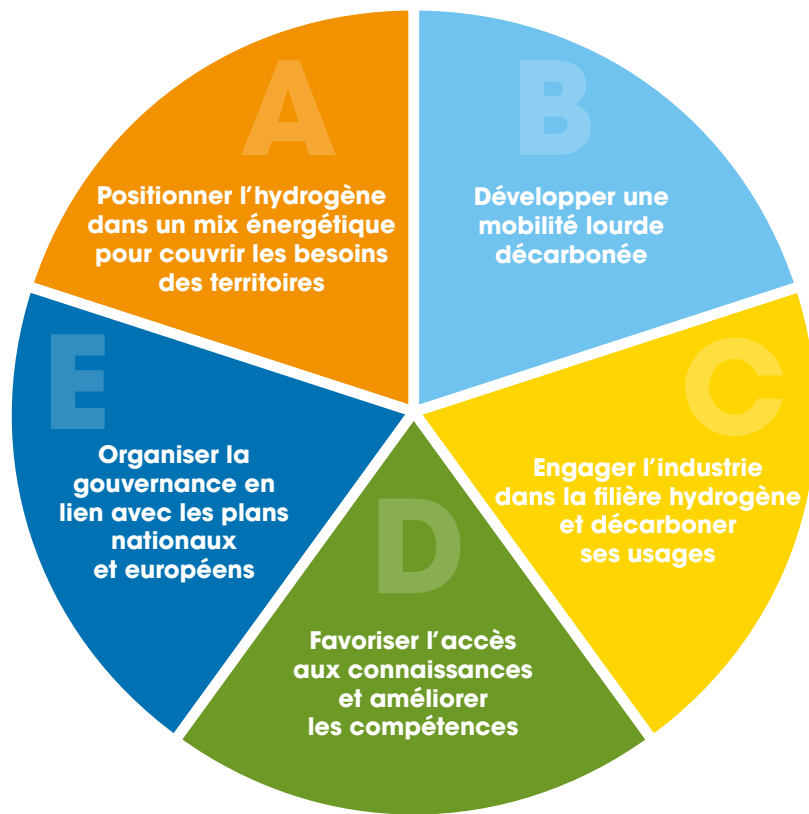 A
Positionner l'hydrogène
dans un mix énergétique
pour couvrir les besoins
des territoires
B
Développer une
mobilité lourde
décarbonée
C
Engager l'industrie
dans la filière hydrogène
et décarboner
ses usages
D
Favoriser l'accès
aux connaissances
et améliorer
les compétences
E
Organiser la
gouvernance en
lien avec les plans
nationaux
et européens